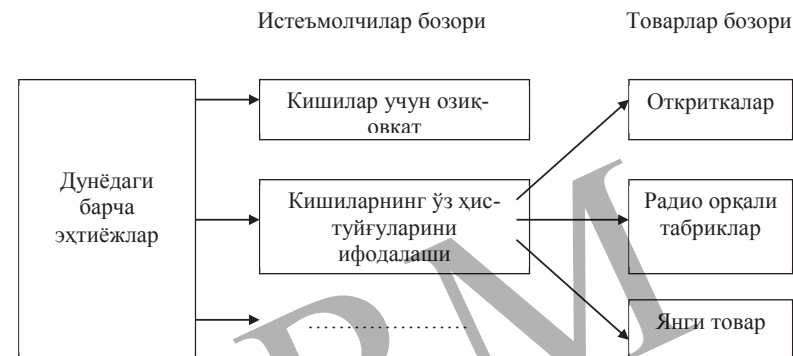 Истеъмолчилар бозори
Товарлар бозори
Дунёдаги
барча
эҳтиёжлар
Кишилар учун озиқ-
овқат
Кишиларнинг ўз ҳис-
туйғуларини
ифодалаши
....................
Откриткалар
Радио орқали
табриклар
Янги товар